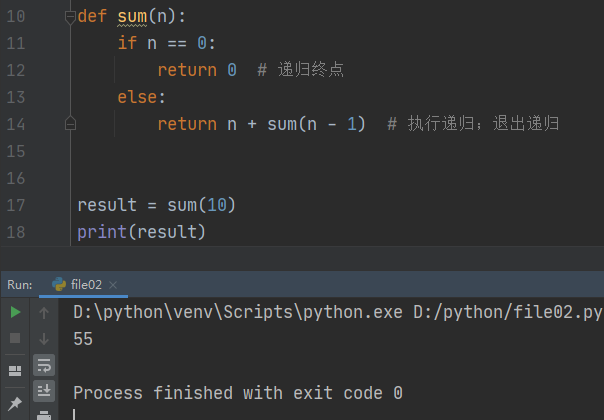 10 def sum(n):
11 if n == 0:
12 return 0 # 递归终点
13 else:
14 return n + sum(n - 1) # 执行递归；退出递归
15
16
17 result = sum(10)
18 print(result)
Run: file02 ×
D:\python\venv\Scripts\python.exe D:/python/file02.py
55
Process finished with exit code 0